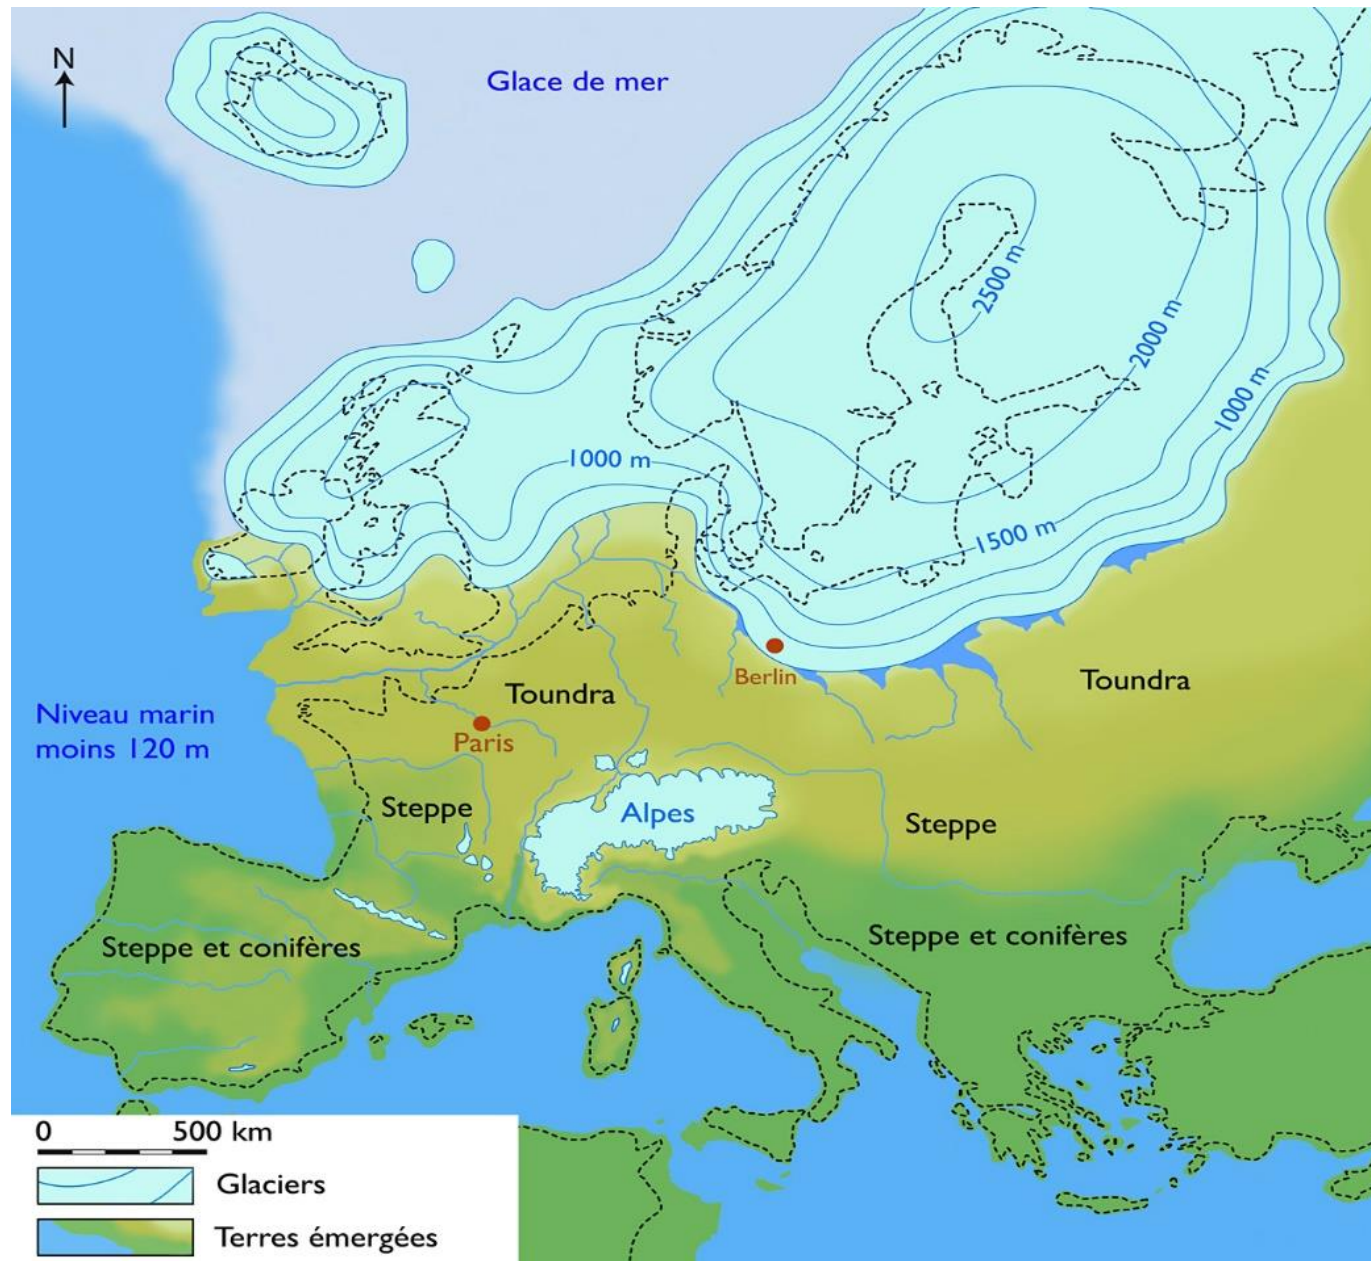 N
Glace de mer
2500 m
2000 m
1000 m
1000 m
1500 m
Berlin
Toundra
Toundra
Niveau marin
moins 120 m
Paris
Steppe
Alpes
Steppe
Steppe et conifères
Steppe et conifères
0 500 km
Glaciers
Terres émergées